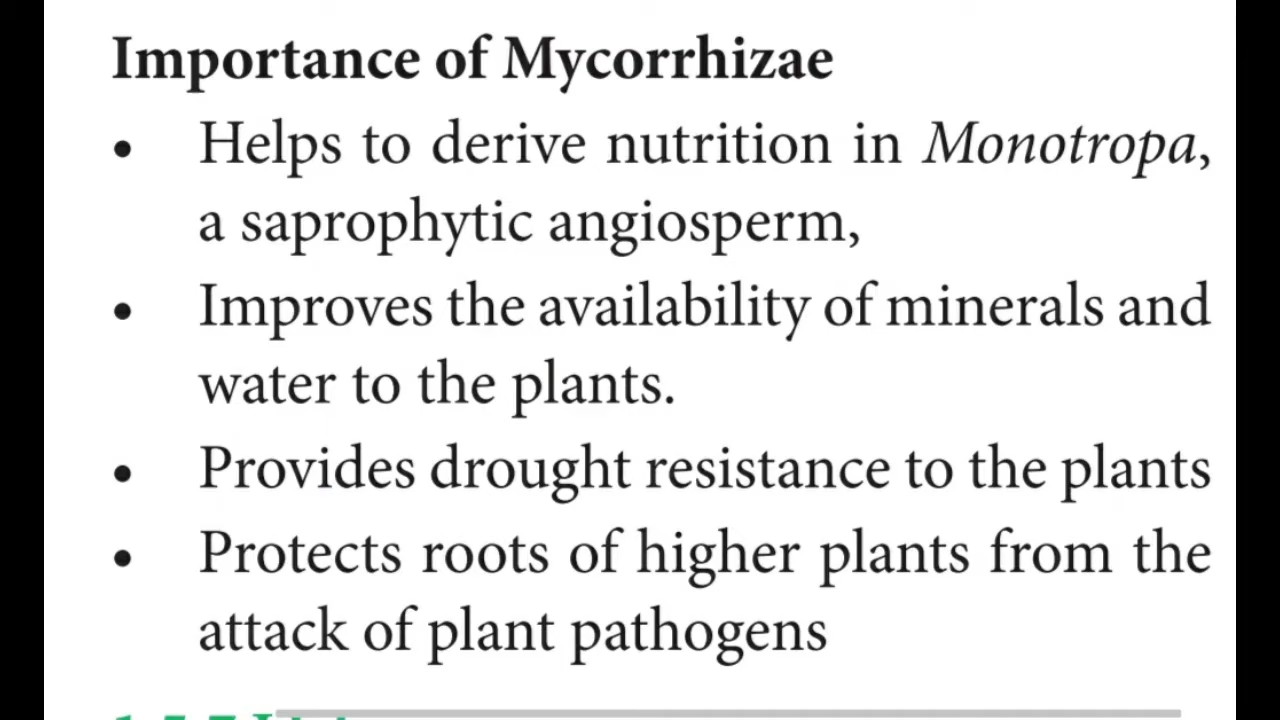 Importance of Mycorrhizae
• Helps to derive nutrition in Monotropa,
a saprophytic angiosperm,
• Improves the availability of minerals and
water to the plants.
• Provides drought resistance to the plants
• Protects roots of higher plants from the
attack of plant pathogens